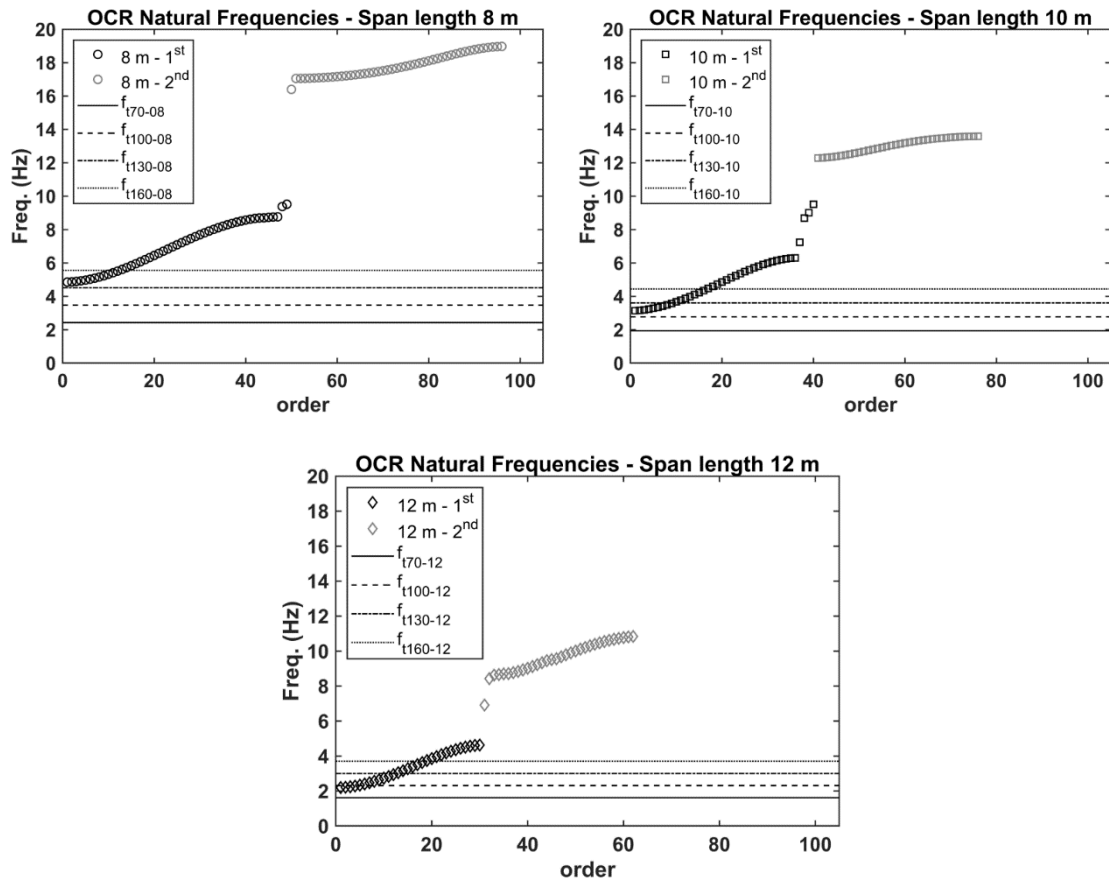 OCR Natural Frequencies - Span length 8 m
20
18
16
14
12
10
8
6
4
2
0
Freq. (Hz)
8 m - 1st
8 m - 2nd
ft70-08
ft100-08
ft130-08
ft160-08
0 20 40 60 80 100
order
OCR Natural Frequencies - Span length 10 m
20
18
16
14
12
10
8
6
4
2
0
Freq. (Hz)
10 m - 1st
10 m - 2nd
ft70-10
ft100-10
ft130-10
ft160-10
0 20 40 60 80 100
order
OCR Natural Frequencies - Span length 12 m
20
18
16
14
12
10
8
6
4
2
0
Freq. (Hz)
12 m - 1st
12 m - 2nd
ft70-12
ft100-12
ft130-12
ft160-12
0 20 40 60 80 100
order